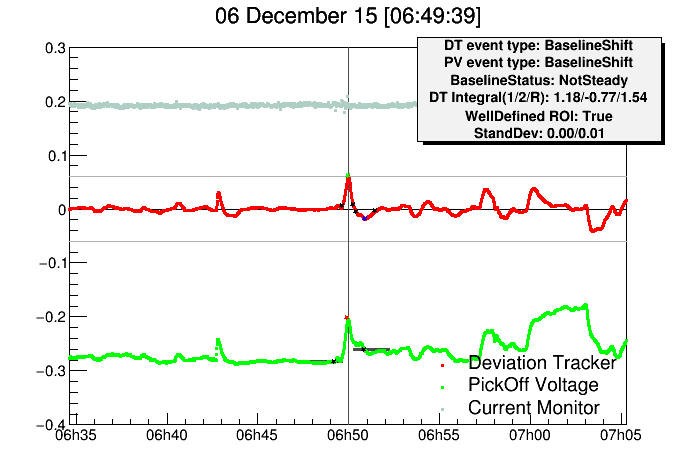 06 December 15 [06:49:39]
DT event type: BaselineShift
PV event type: BaselineShift
BaselineStatus: NotSteady
DT Integral(1/2/R): 1.18/-0.77/1.54
WellDefined ROI: True
StandDev: 0.00/0.01
0.3
0.2
0.1
0
−0.1
−0.2
−0.3
−0.4
Deviation Tracker
PickOff Voltage
Current Monitor
06h35 06h40 06h45 06h50 06h55 07h00 07h05